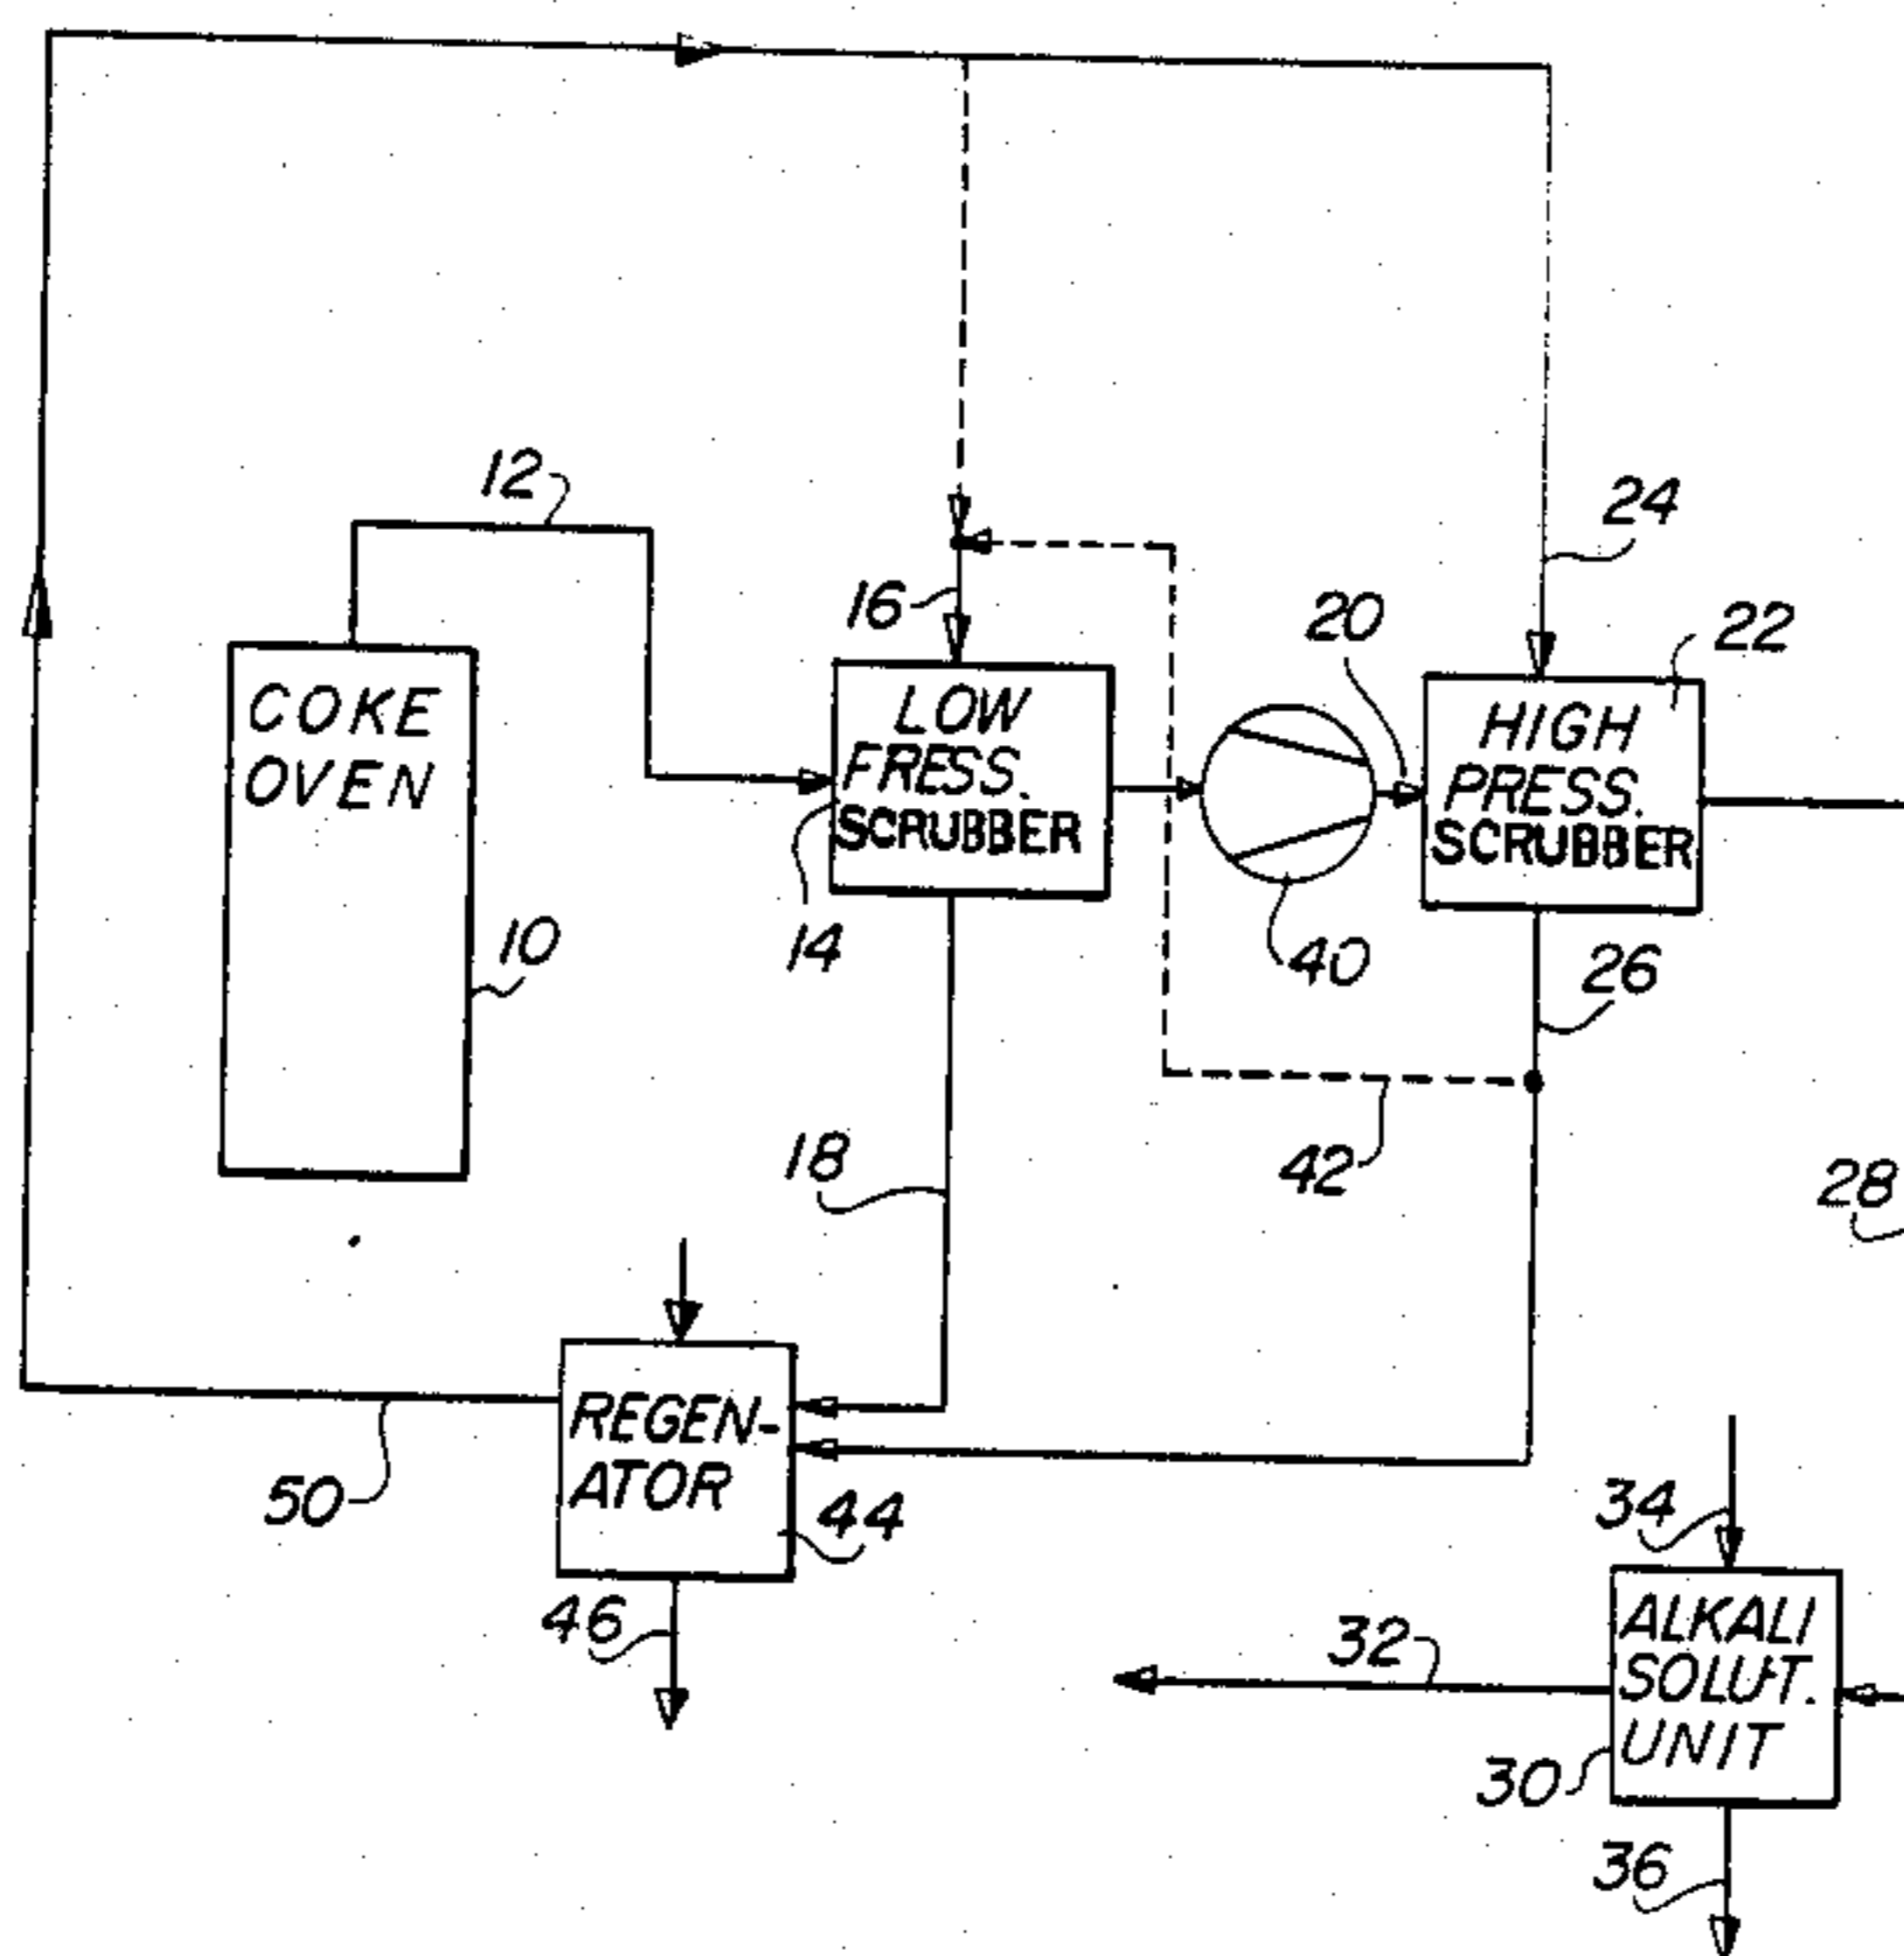 12
24
16
20
22
COKE
OVEN
LOW
FRESS.
SCRUBBER
HIGH
PRESS.
SCRUBBER
10
14
40
26
18
42
28
REGEN-
ATOR
50
44
34
46
32
ALKALI
SOLUT.
UNIT
30
36